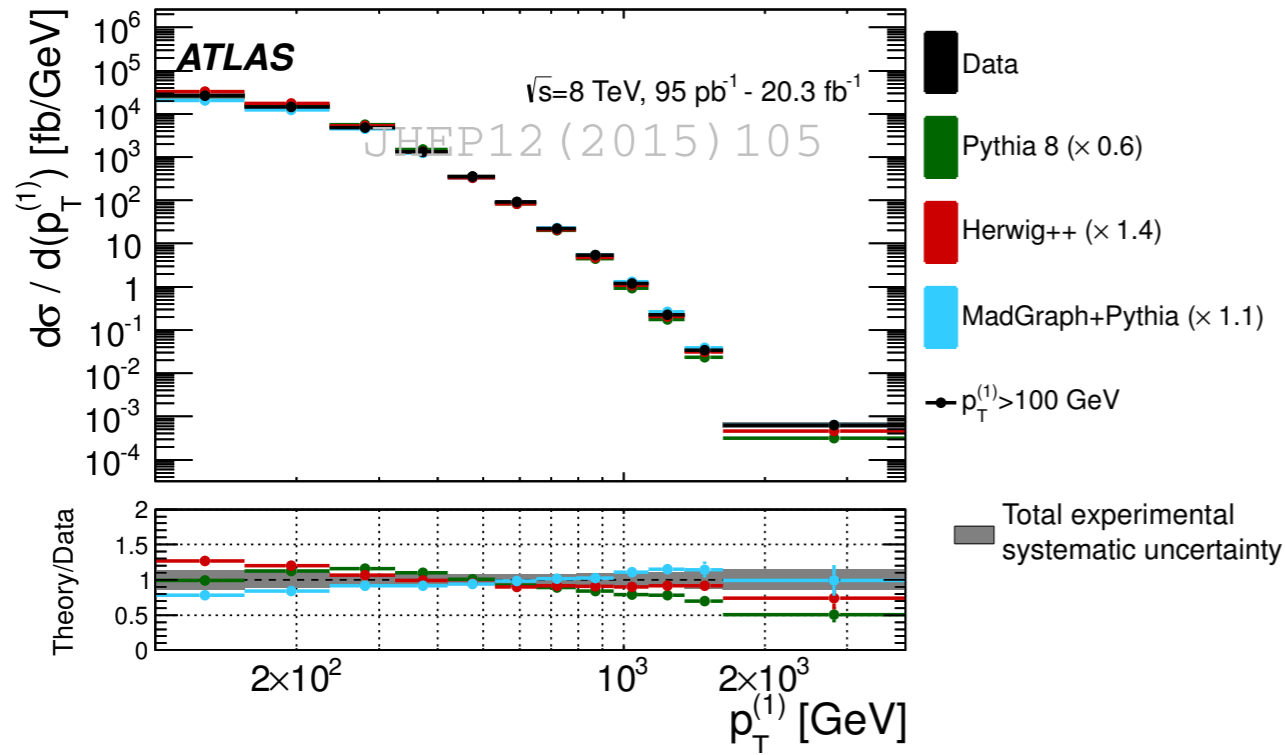 ATLAS
√s=8 TeV, 95 pb⁻¹ - 20.3 fb⁻¹
JHEP12 (2015) 105
dσ / d(p_T^(1)) [fb/GeV]
10⁶
10⁵
10⁴
10³
10²
10
1
10⁻¹
10⁻²
10⁻³
10⁻⁴
Data
Pythia 8 (× 0.6)
Herwig++ (× 1.4)
MadGraph+Pythia (× 1.1)
p_T^(1)>100 GeV
Total experimental
systematic uncertainty
Theory/Data
2
1.5
1
0.5
0
2×10² 10³ 2×10³
p_T^(1) [GeV]